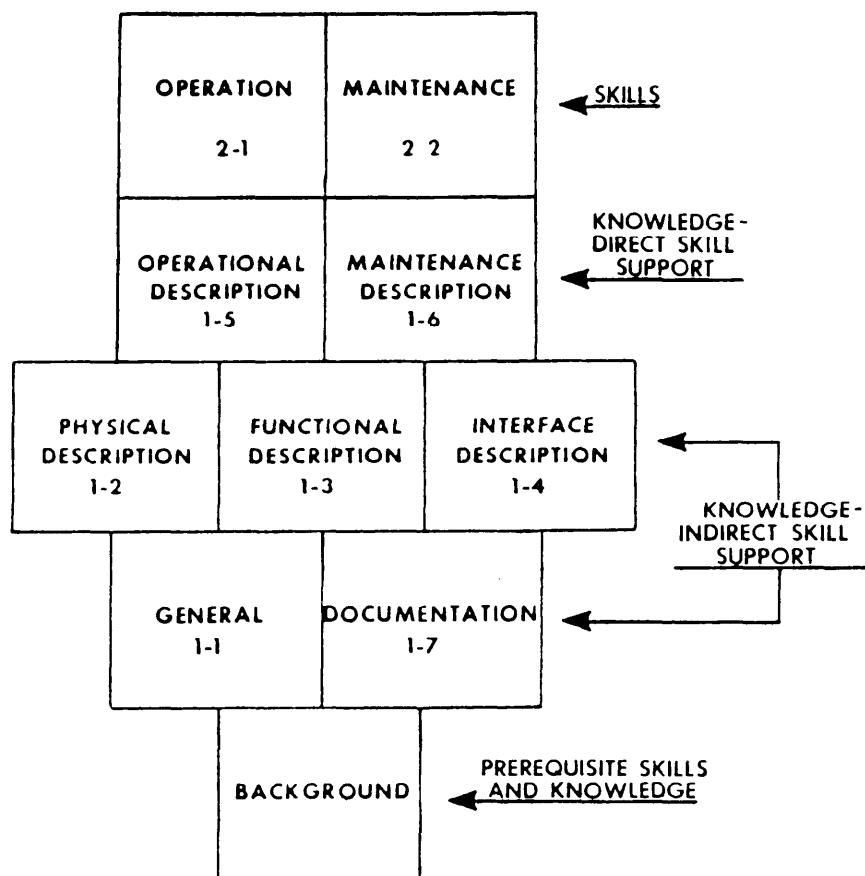 OPERATION
2-1
MAINTENANCE
2 2
SKILLS
OPERATIONAL
DESCRIPTION
1-5
MAINTENANCE
DESCRIPTION
1-6
KNOWLEDGE-
DIRECT SKILL
SUPPORT
PHYSICAL
DESCRIPTION
1-2
FUNCTIONAL
DESCRIPTION
1-3
INTERFACE
DESCRIPTION
1-4
KNOWLEDGE-
INDIRECT SKILL
SUPPORT
GENERAL
1-1
DOCUMENTATION
1-7
BACKGROUND
PREREQUISITE SKILLS
AND KNOWLEDGE